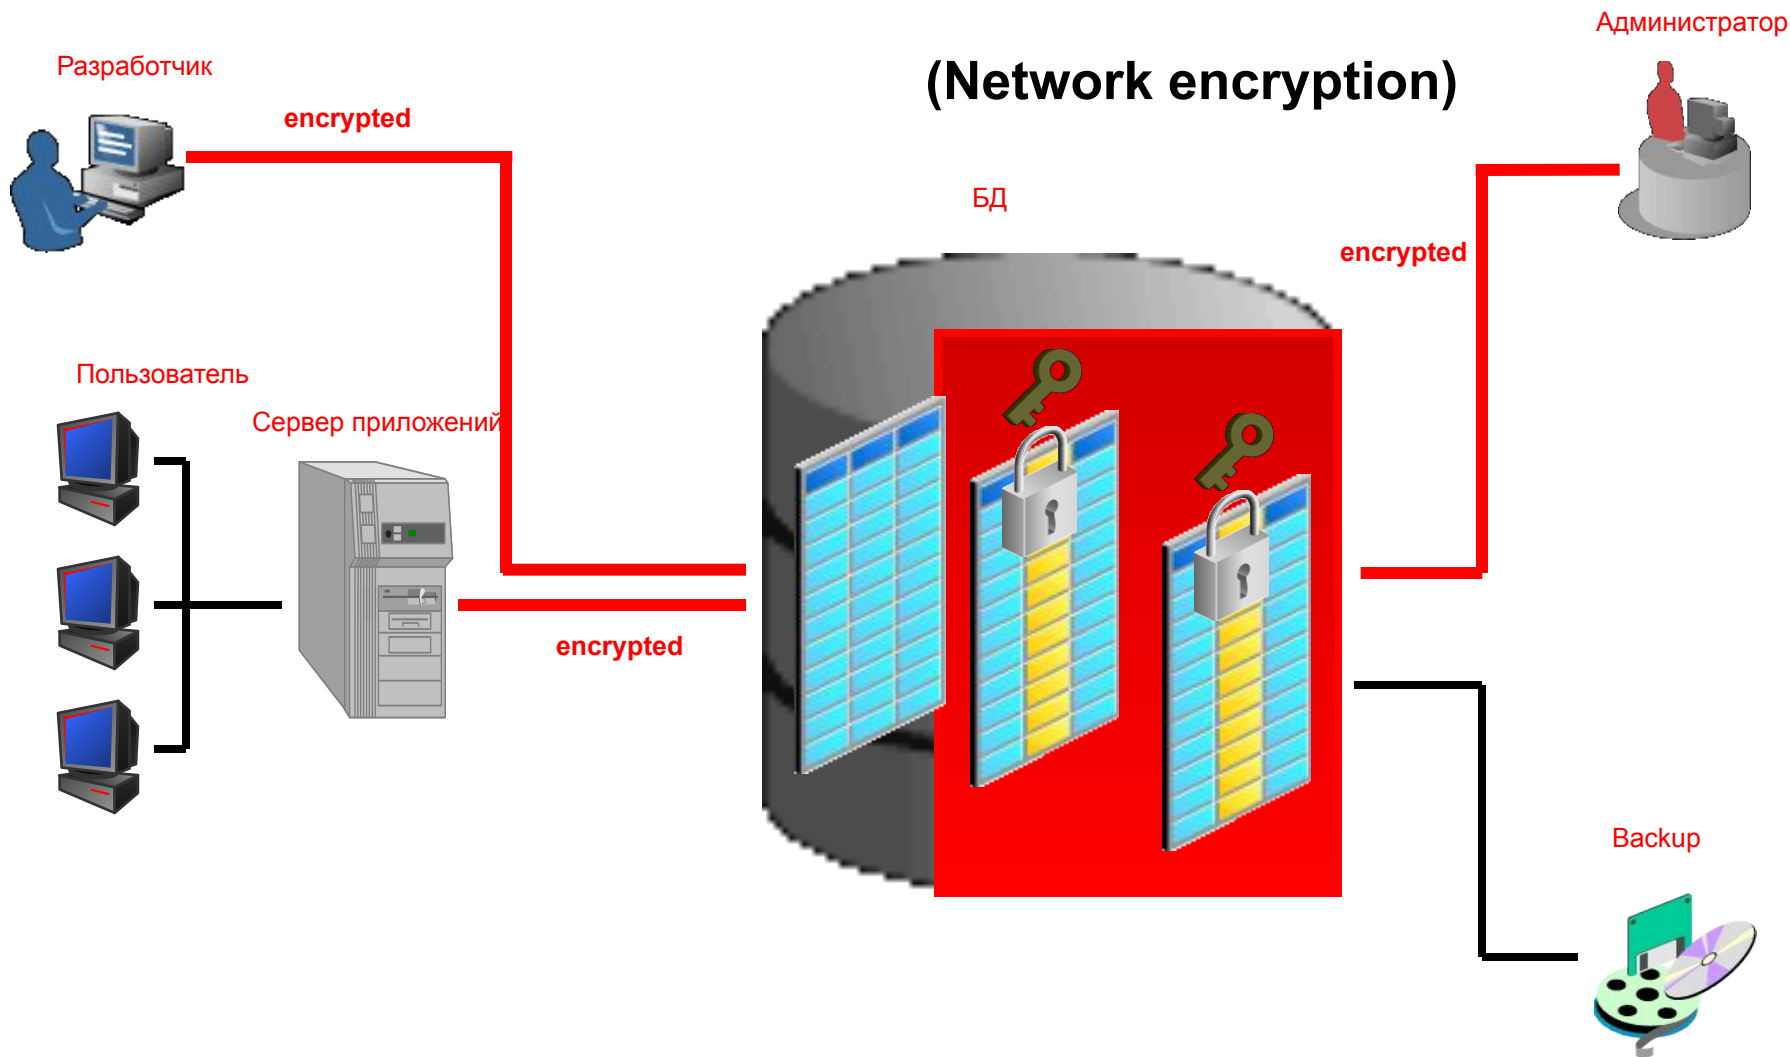 Администратор
Разработчик
(Network encryption)
encrypted
БД
encrypted
Пользователь
Сервер приложений
encrypted
Backup